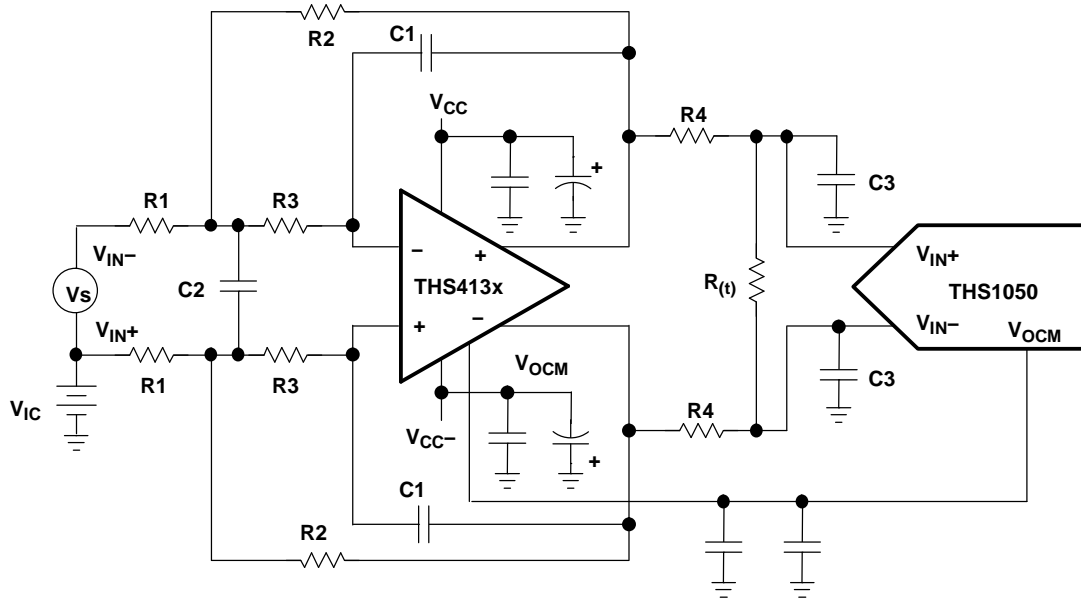 R2
C1
VCC
R4
C3
R1
R3
VIN−
Vs
C2
−
+
THS413x
+
−
R(t)
VIN+
THS1050
VIN−
VOCM
VIN+
R1
R3
VIC
VOCM
VCC−
+
+
R4
C3
C1
R2